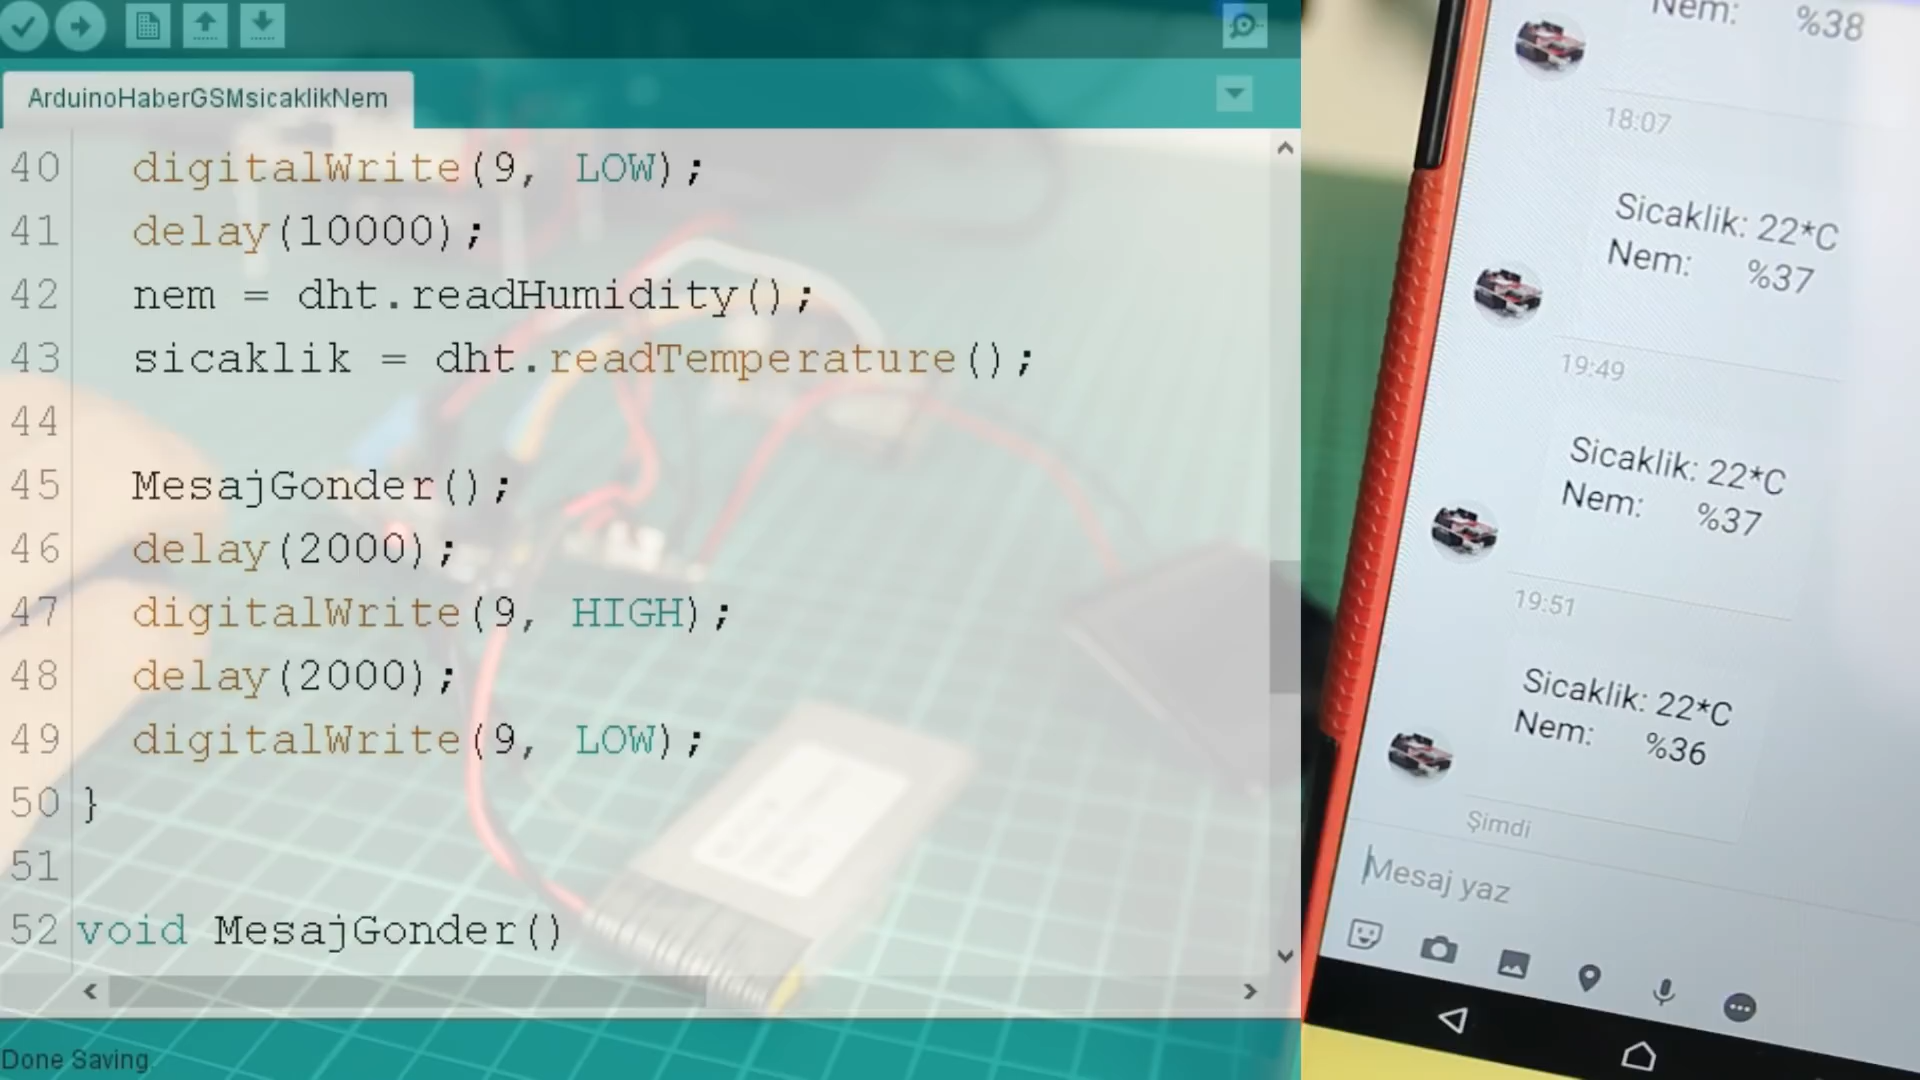 ArduinoHaberGSMsicaklikNem
40 digitalWrite(9, LOW);
41 delay(10000);
42 nem = dht.readHumidity();
43 sicaklik = dht.readTemperature();
44
45 MesajGonder();
46 delay(2000);
47 digitalWrite(9, HIGH);
48 delay(2000);
49 digitalWrite(9, LOW);
50 }
51
52 void MesajGonder()
Done Saving.
Nem: %38
18:07
Sicaklik: 22*C
Nem: %37
19:49
Sicaklik: 22*C
Nem: %37
19:51
Sicaklik: 22*C
Nem: %36
Şimdi
Mesaj yaz